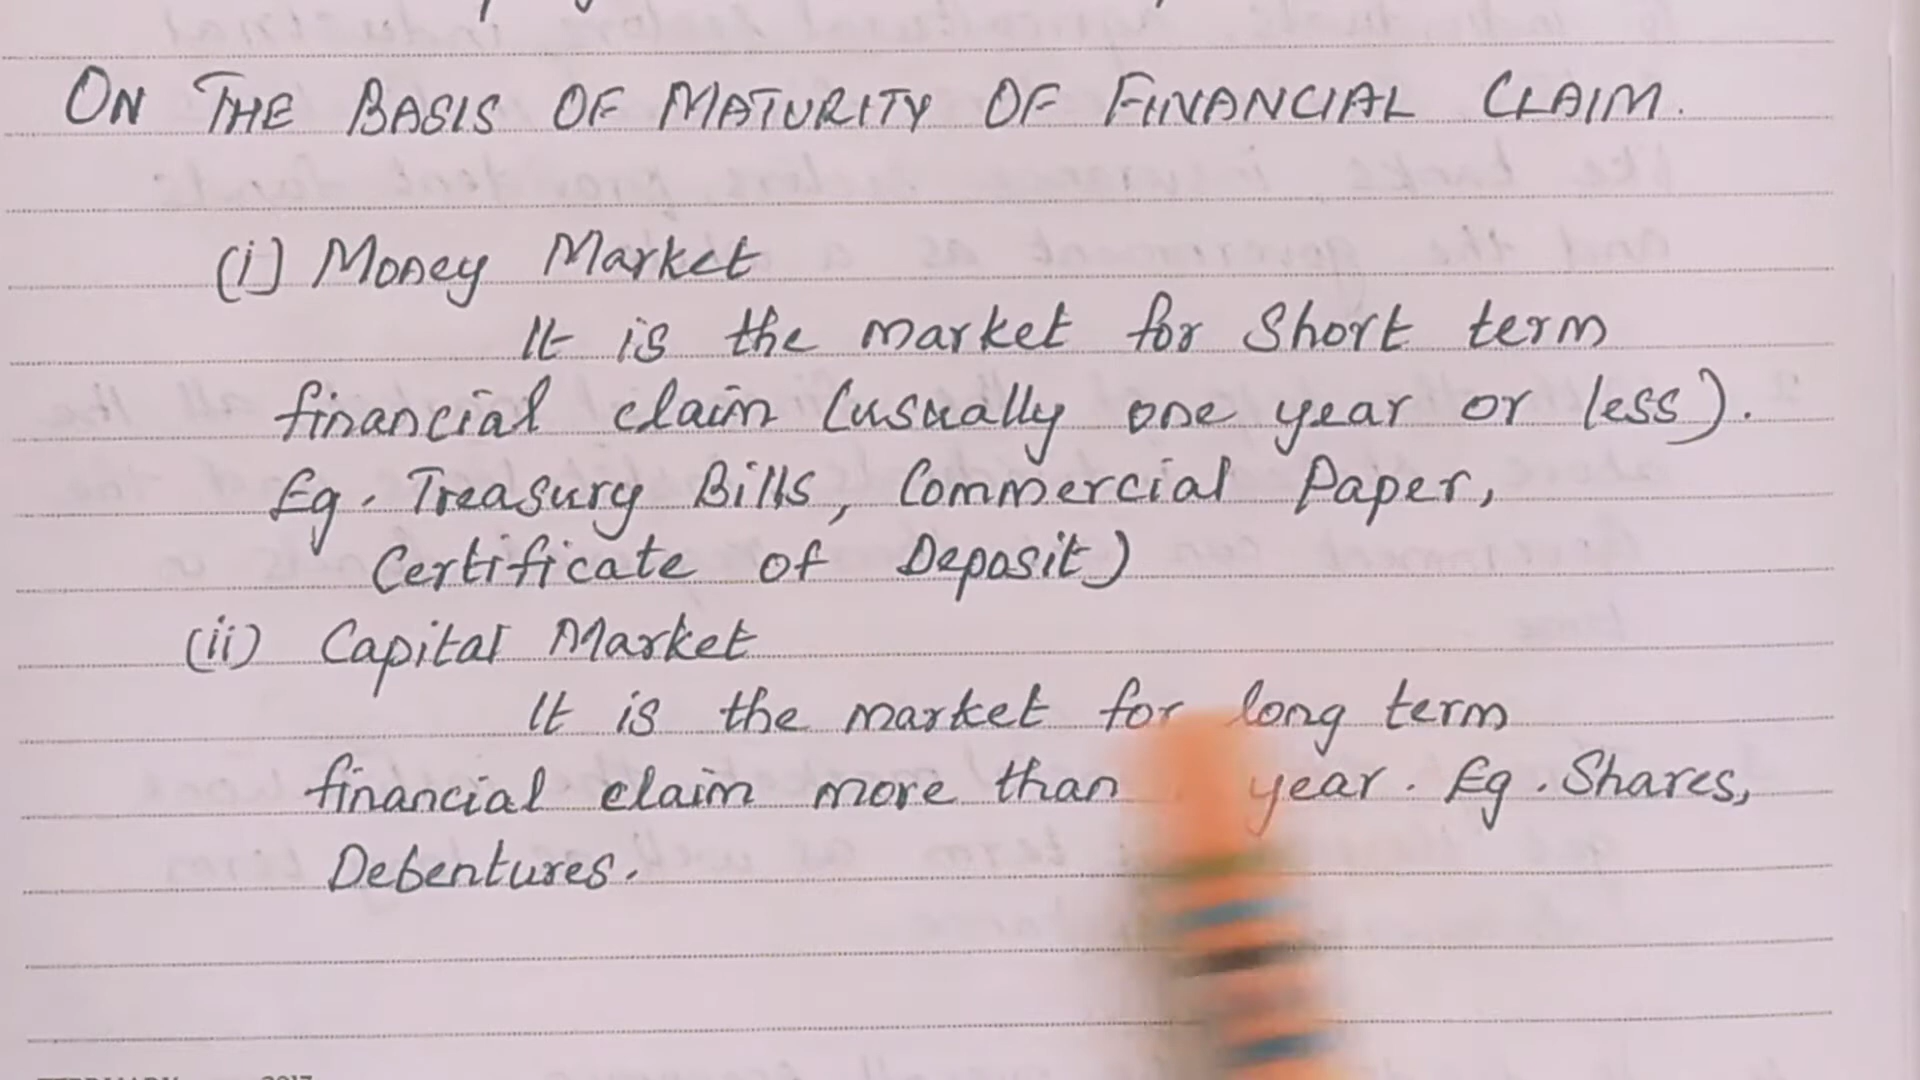 ON THE BASIS OF MATURITY OF FINANCIAL CLAIM.
(i) Money Market
It is the market for Short term
financial claim (usually one year or less).
Eg. Treasury Bills, Commercial Paper,
Certificate of Deposit)
(ii) Capital Market
It is the market for long term
financial claim more than year. Eg. Shares,
Debentures.